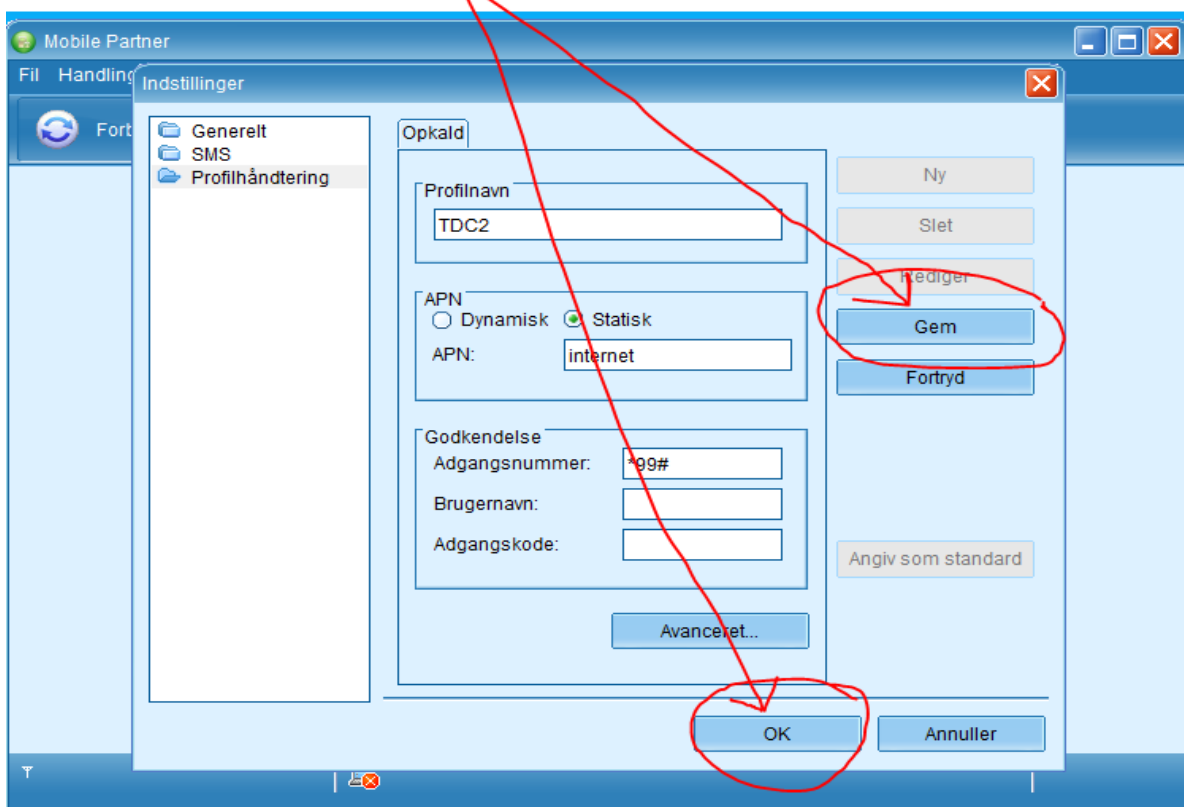 Mobile Partner
Fil Handling
Indstillinger
Fort
Generelt
SMS
Profilhåndtering
Opkald
Profilnavn
TDC2
APN
Dynamisk Statisk
APN: internet
Godkendelse
Adgangsnummer: *99#
Brugernavn:
Adgangskode:
Avanceret...
Ny
Slet
Rediger
Gem
Fortryd
Angiv som standard
OK Annuller